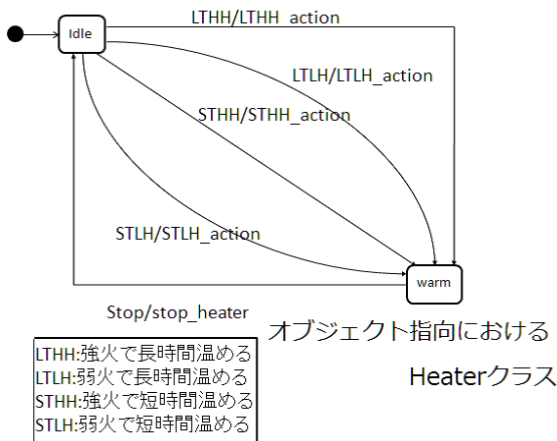 LTHH/LTHH_action
Idle
LTLH/LTLH_action
STHH/STHH_action
STLH/STLH_action
warm
Stop/stop_heater
オブジェクト指向における
Heaterクラス
LTHH:強火で長時間温める
LTLH:弱火で長時間温める
STHH:強火で短時間温める
STLH:弱火で短時間温める